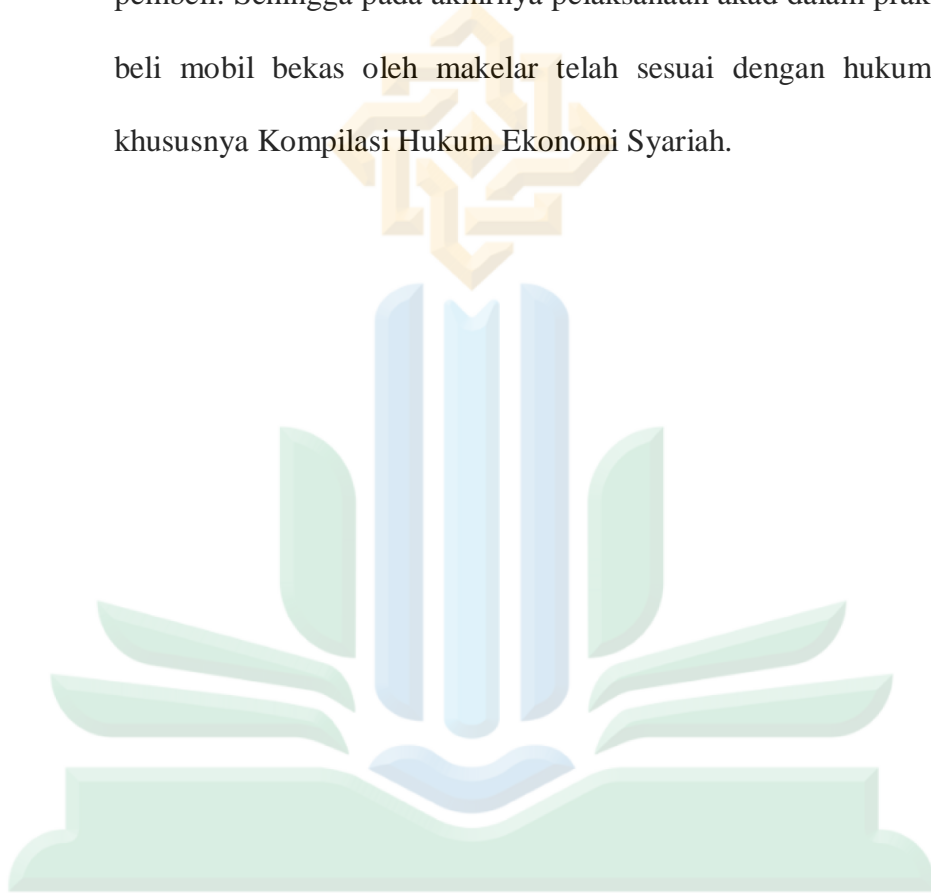 pembeli. Sehingga pada akhirnya pelaksanaan akad dalam prak
beli mobil bekas oleh makelar telah sesuai dengan hukum
khususnya Kompilasi Hukum Ekonomi Syariah.